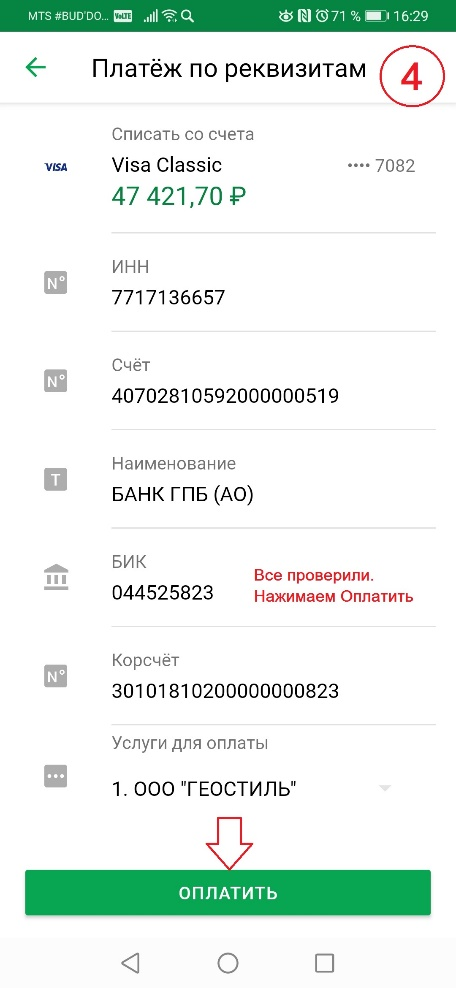 MTS #BUD'DO... VoLTE 71 % 16:29
Платёж по реквизитам 4
Списать со счета
VISA Visa Classic •••• 7082
47 421,70 ₽
ИНН
N° 7717136657
Счёт
N° 40702810592000000519
Наименование
T БАНК ГПБ (АО)
БИК
044525823
Все проверили.
Нажимаем Оплатить
Корсчёт
N° 30101810200000000823
Услуги для оплаты
1. ООО "ГЕОСТИЛЬ"
ОПЛАТИТЬ